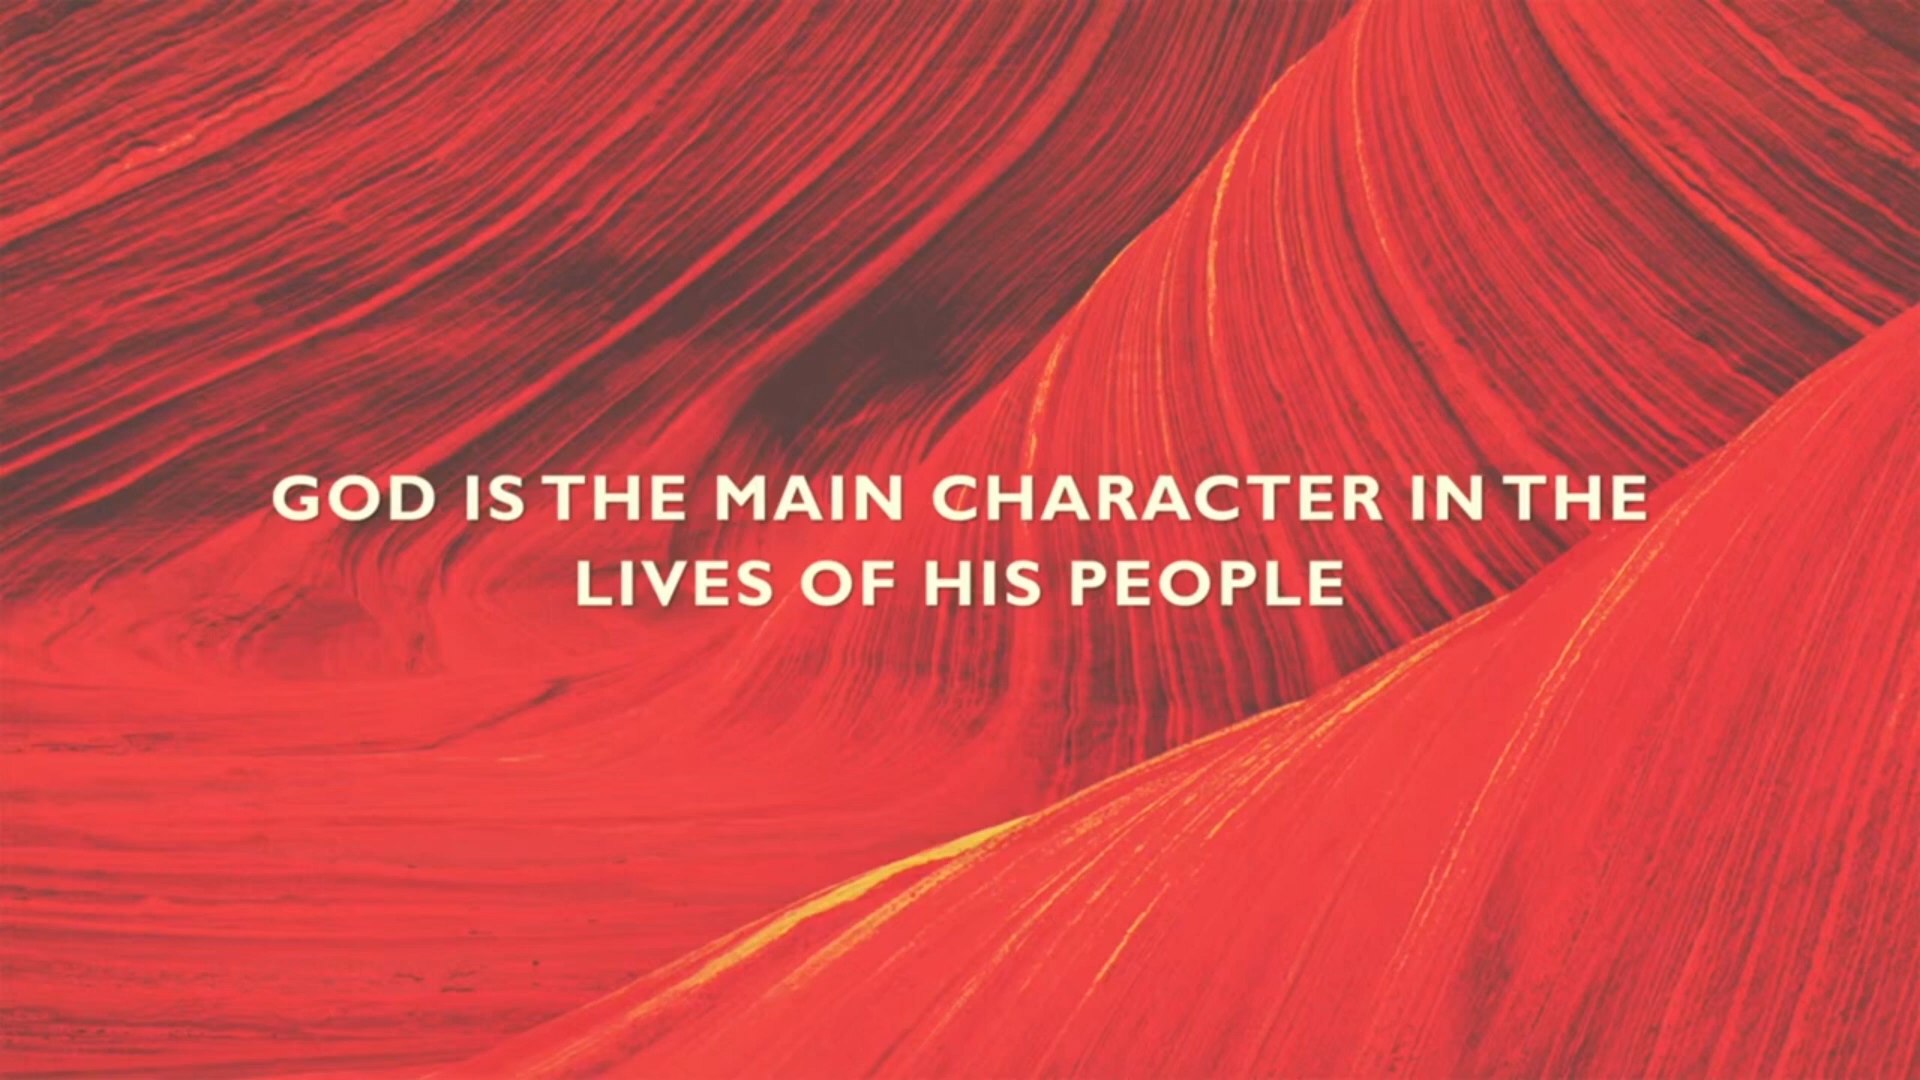 GOD IS THE MAIN CHARACTER IN THE
LIVES OF HIS PEOPLE